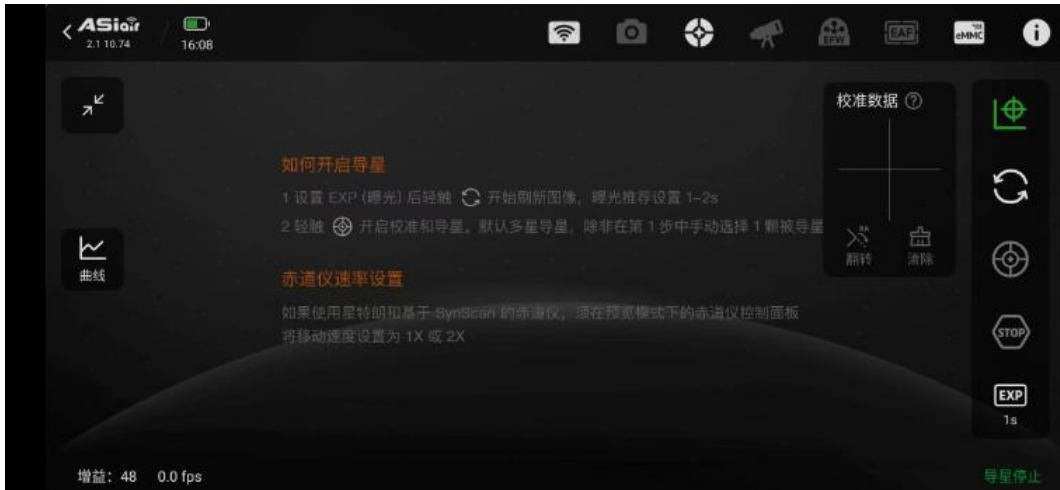 ASiair
2.1 10.74
16:08
EFW
EAF
eMMC
校准数据
如何开启导星
1 设置 EXP (曝光) 后轻触 开始刷新图像，曝光推荐设置 1-2s
2 轻触 开启校准和导星。默认多星导星，除非在第 1 步中手动选择 1 颗被导星
翻转
清除
曲线
赤道仪速率设置
如果使用星特朗和基于 SynScan 的赤道仪，须在预览模式下的赤道仪控制面板
将移动速度设置为 1X 或 2X
STOP
EXP
1s
增益：48 0.0 fps
导星停止